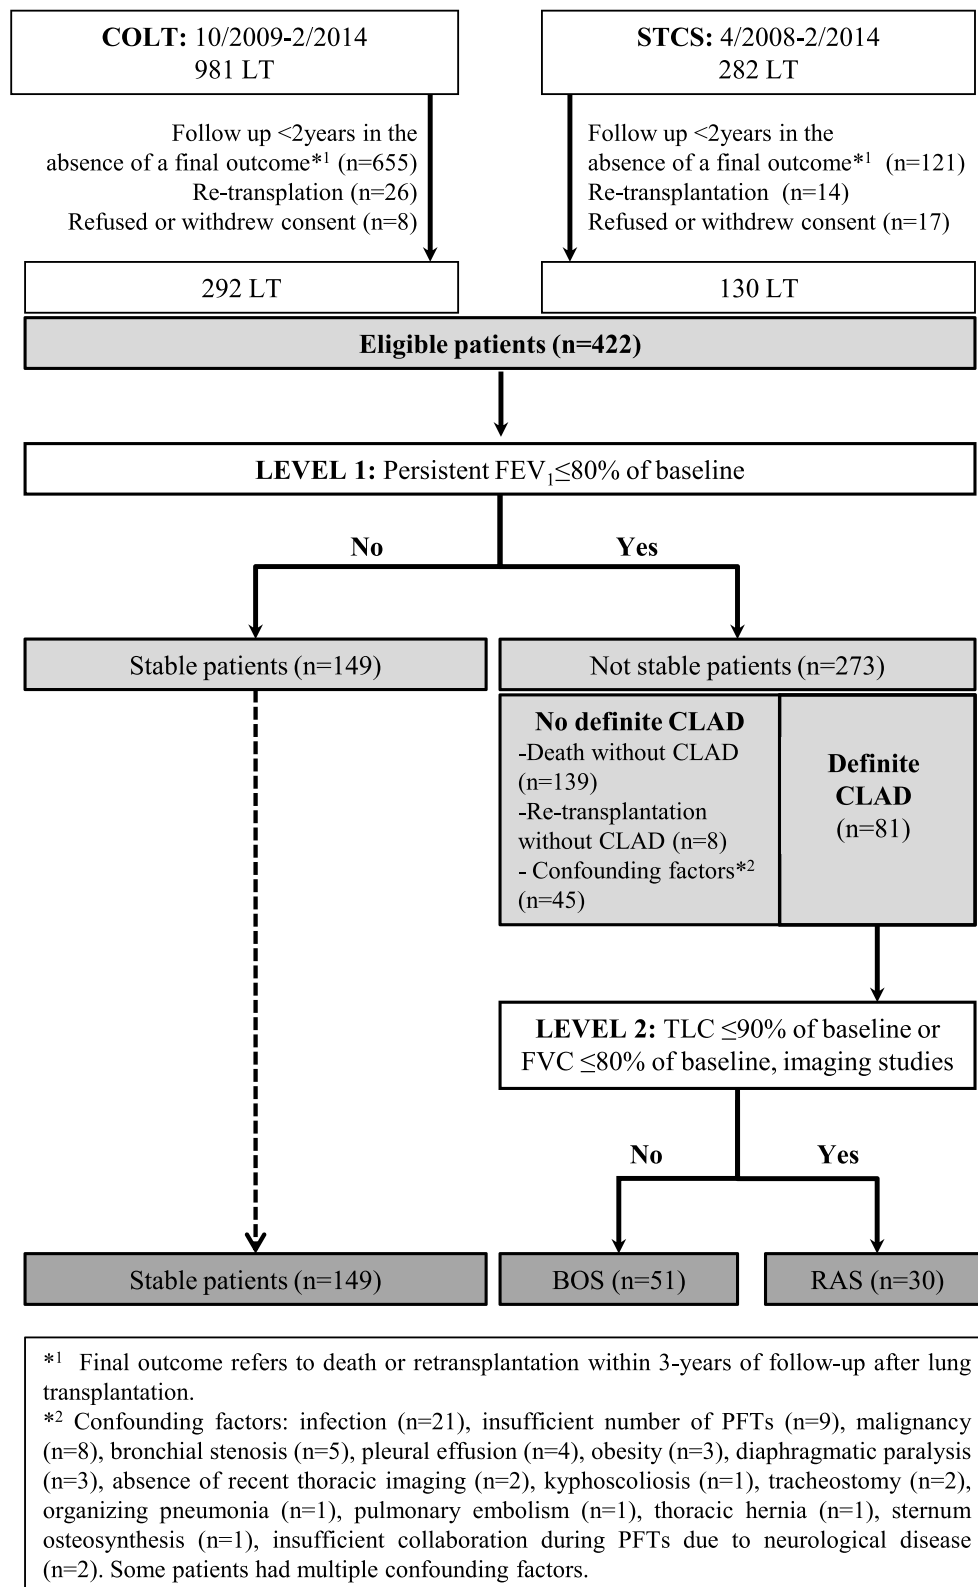 COLT: 10/2009-2/2014
981 LT
STCS: 4/2008-2/2014
282 LT
Follow up <2years in the
absence of a final outcome*1 (n=655)
Re-transplation (n=26)
Refused or withdrew consent (n=8)
Follow up <2years in the
absence of a final outcome*1 (n=121)
Re-transplantation (n=14)
Refused or withdrew consent (n=17)
292 LT
130 LT
Eligible patients (n=422)
LEVEL 1: Persistent FEV1≤80% of baseline
No
Yes
Stable patients (n=149)
Not stable patients (n=273)
No definite CLAD
-Death without CLAD
(n=139)
-Re-transplantation
without CLAD (n=8)
- Confounding factors*2
(n=45)
Definite
CLAD
(n=81)
LEVEL 2: TLC ≤90% of baseline or
FVC ≤80% of baseline, imaging studies
No
Yes
Stable patients (n=149)
BOS (n=51)
RAS (n=30)
*1 Final outcome refers to death or retransplantation within 3-years of follow-up after lung
transplantation.
*2 Confounding factors: infection (n=21), insufficient number of PFTs (n=9), malignancy
(n=8), bronchial stenosis (n=5), pleural effusion (n=4), obesity (n=3), diaphragmatic paralysis
(n=3), absence of recent thoracic imaging (n=2), kyphoscoliosis (n=1), tracheostomy (n=2),
organizing pneumonia (n=1), pulmonary embolism (n=1), thoracic hernia (n=1), sternum
osteosynthesis (n=1), insufficient collaboration during PFTs due to neurological disease
(n=2). Some patients had multiple confounding factors.